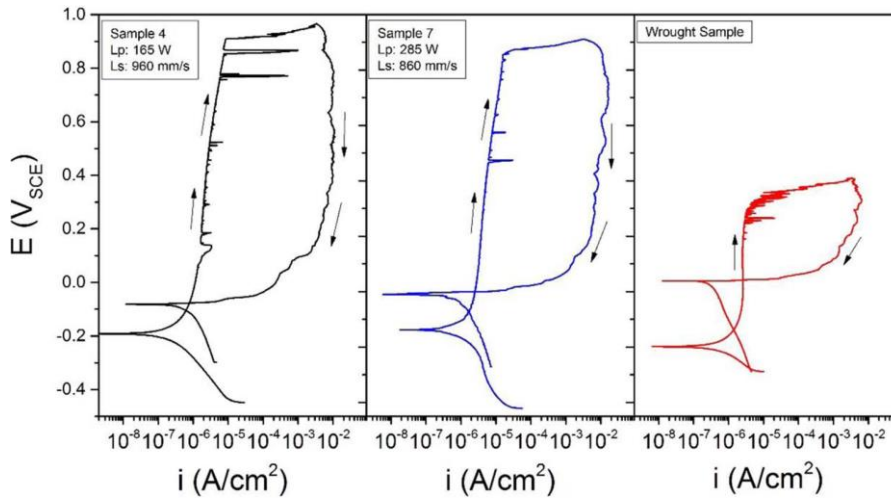 Sample 4
Lp: 165 W
Ls: 960 mm/s
Sample 7
Lp: 285 W
Ls: 860 mm/s
Wrought Sample
E (V_SCE)
1.0
0.8
0.6
0.4
0.2
0.0
-0.2
-0.4
10⁻⁸ 10⁻⁷ 10⁻⁶ 10⁻⁵ 10⁻⁴ 10⁻³ 10⁻²
10⁻⁸ 10⁻⁷ 10⁻⁶ 10⁻⁵ 10⁻⁴ 10⁻³ 10⁻²
10⁻⁸ 10⁻⁷ 10⁻⁶ 10⁻⁵ 10⁻⁴ 10⁻³ 10⁻²
i (A/cm²)
i (A/cm²)
i (A/cm²)